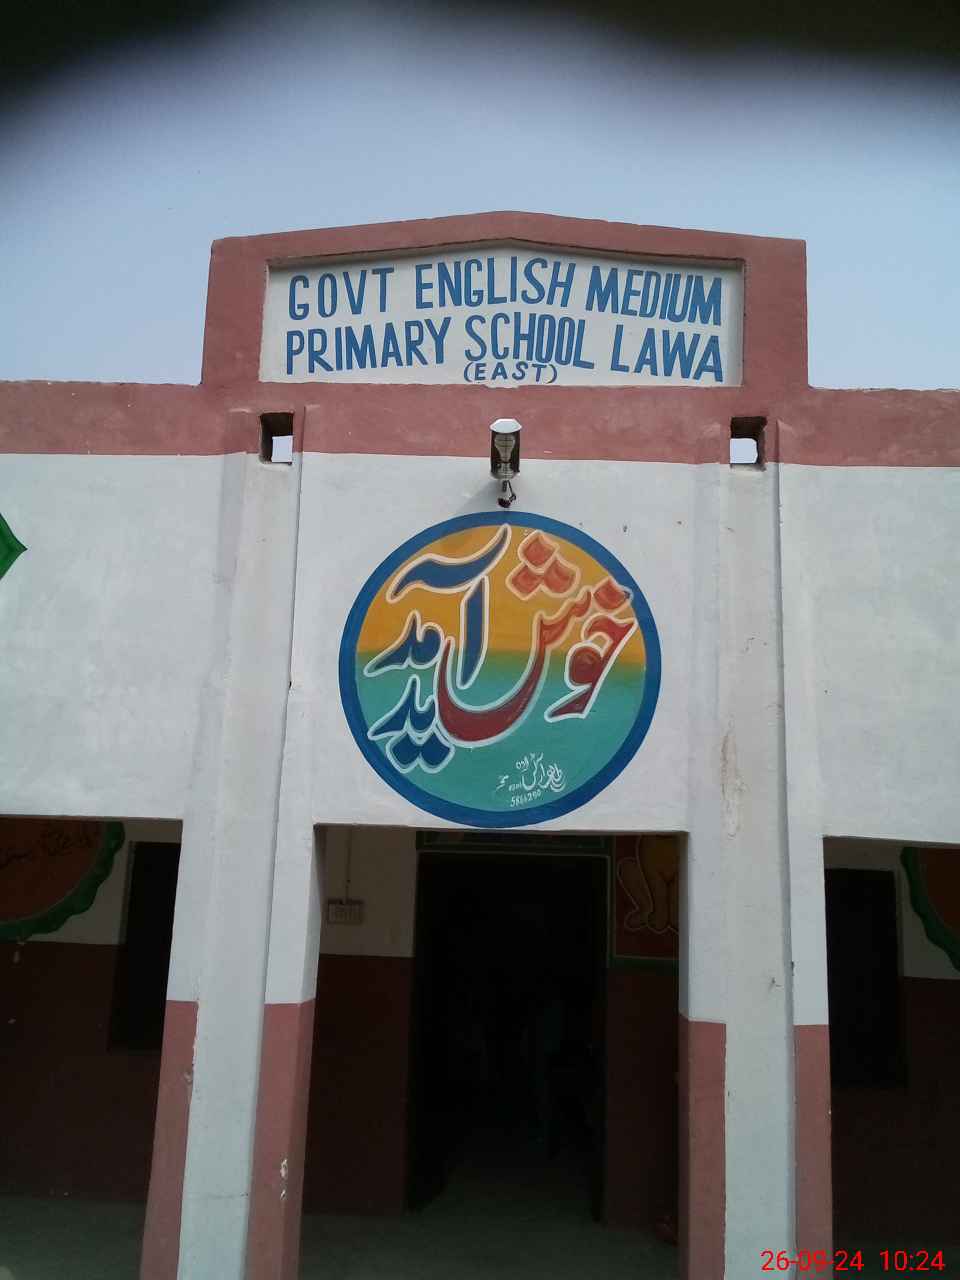 GOVT ENGLISH MEDIUM
PRIMARY SCHOOL LAWA
(EAST)
خوش آمدید
26-09-24 10:24